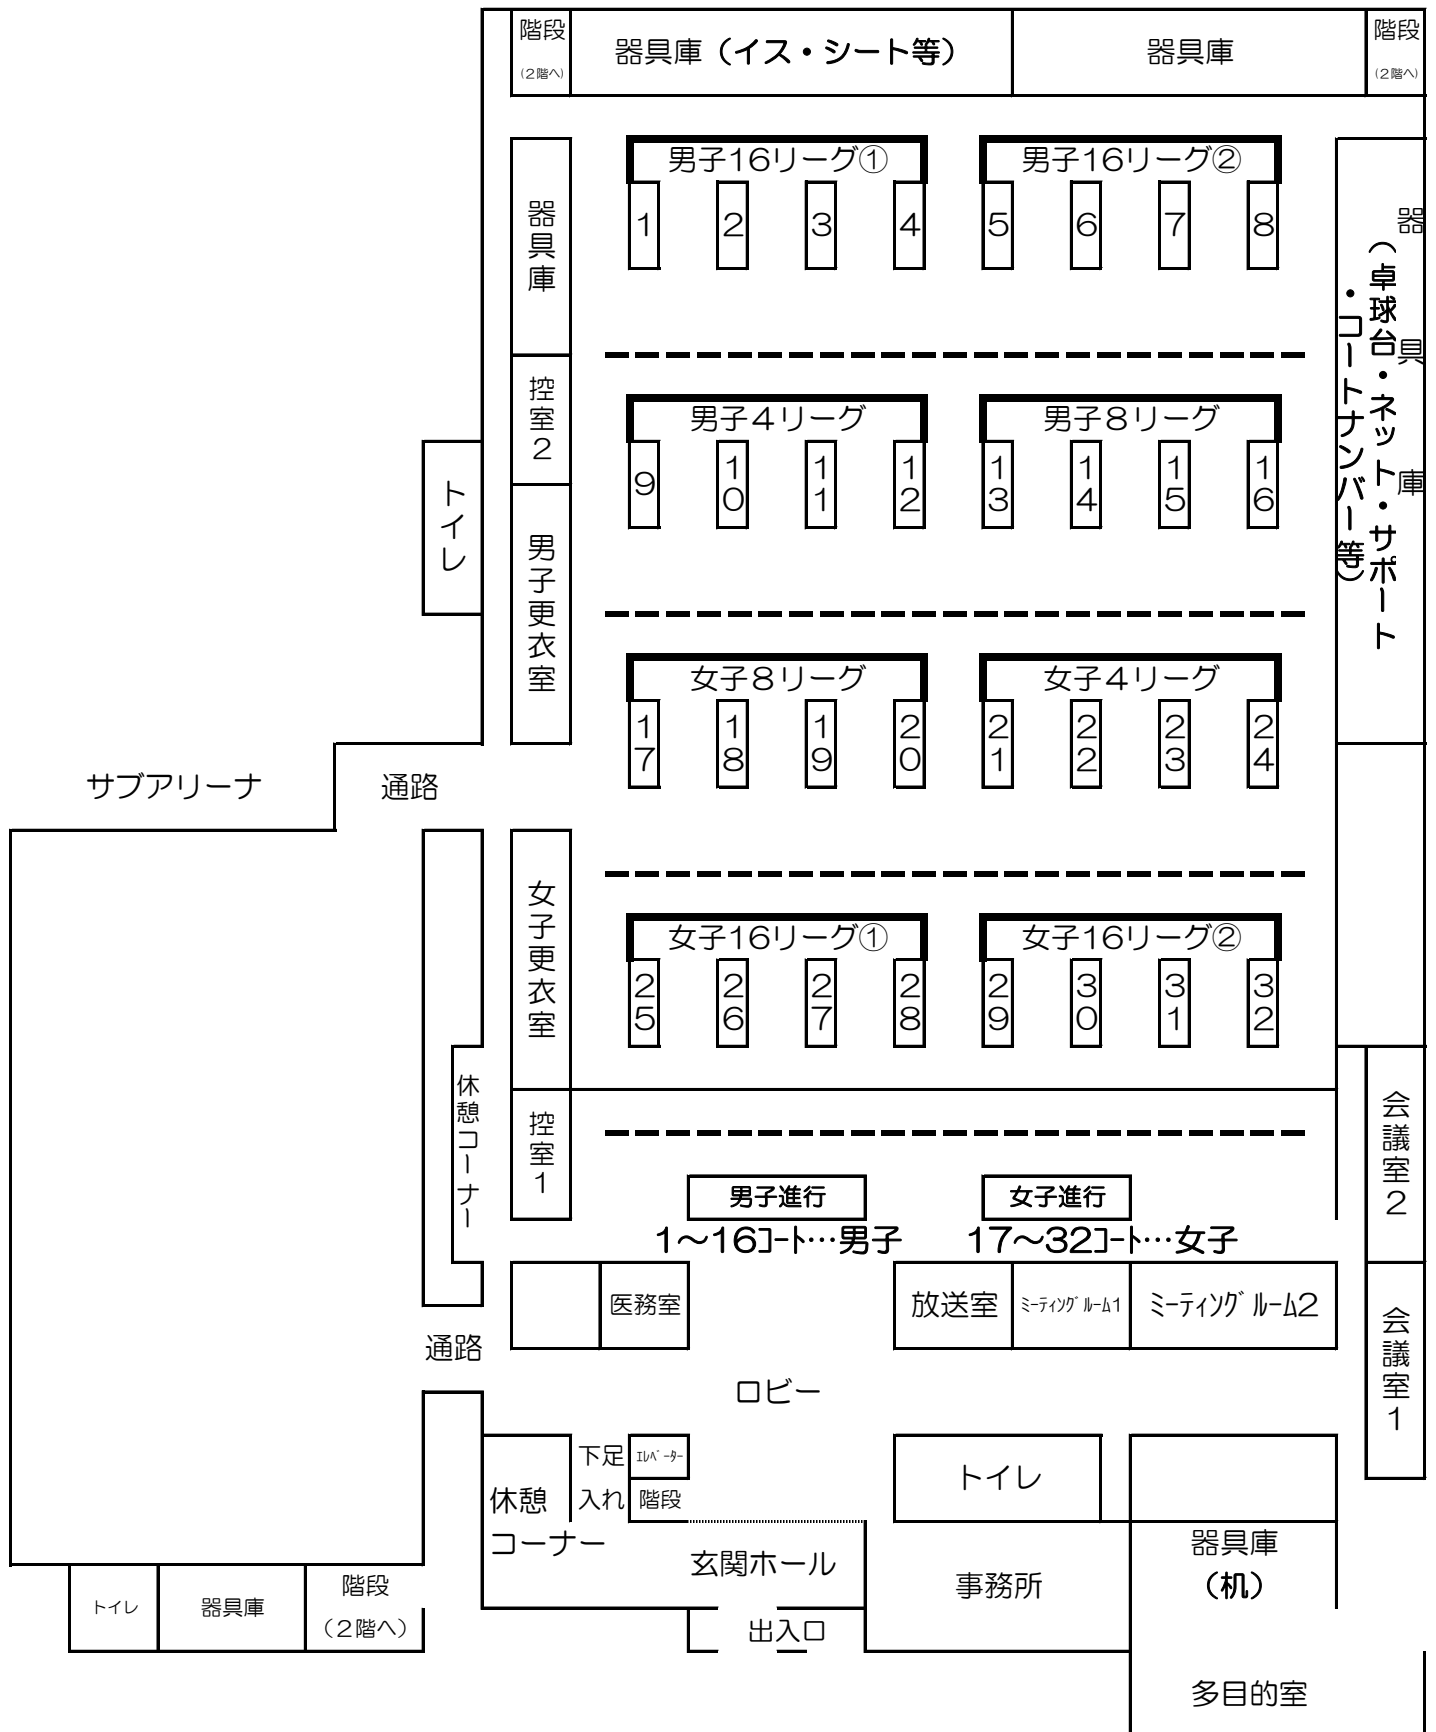 階段
(2階へ)
器具庫（イス・シート等）
器具庫
階段
(2階へ)
男子16リーグ①
男子16リーグ②
1
2
3
4
5
6
7
8
器具庫
器具庫
（卓球台・ネット・サポート
・コートナンバー等）
控室2
男子4リーグ
男子8リーグ
9
10
11
12
13
14
15
16
トイレ
男子更衣室
女子8リーグ
女子4リーグ
17
18
19
20
21
22
23
24
サブアリーナ
通路
女子更衣室
女子16リーグ①
女子16リーグ②
25
26
27
28
29
30
31
32
休憩コーナー
控室1
会議室2
男子進行
女子進行
1～16ｺｰﾄ…男子
17～32ｺｰﾄ…女子
医務室
放送室
ﾐｰﾃｨﾝｸﾞﾙｰﾑ1
ﾐｰﾃｨﾝｸﾞﾙｰﾑ2
会議室1
通路
ロビー
下足
入れ
ｴﾚﾍﾞｰﾀｰ
階段
トイレ
休憩
コーナー
玄関ホール
事務所
器具庫
（机）
トイレ
器具庫
階段
（2階へ）
出入口
多目的室